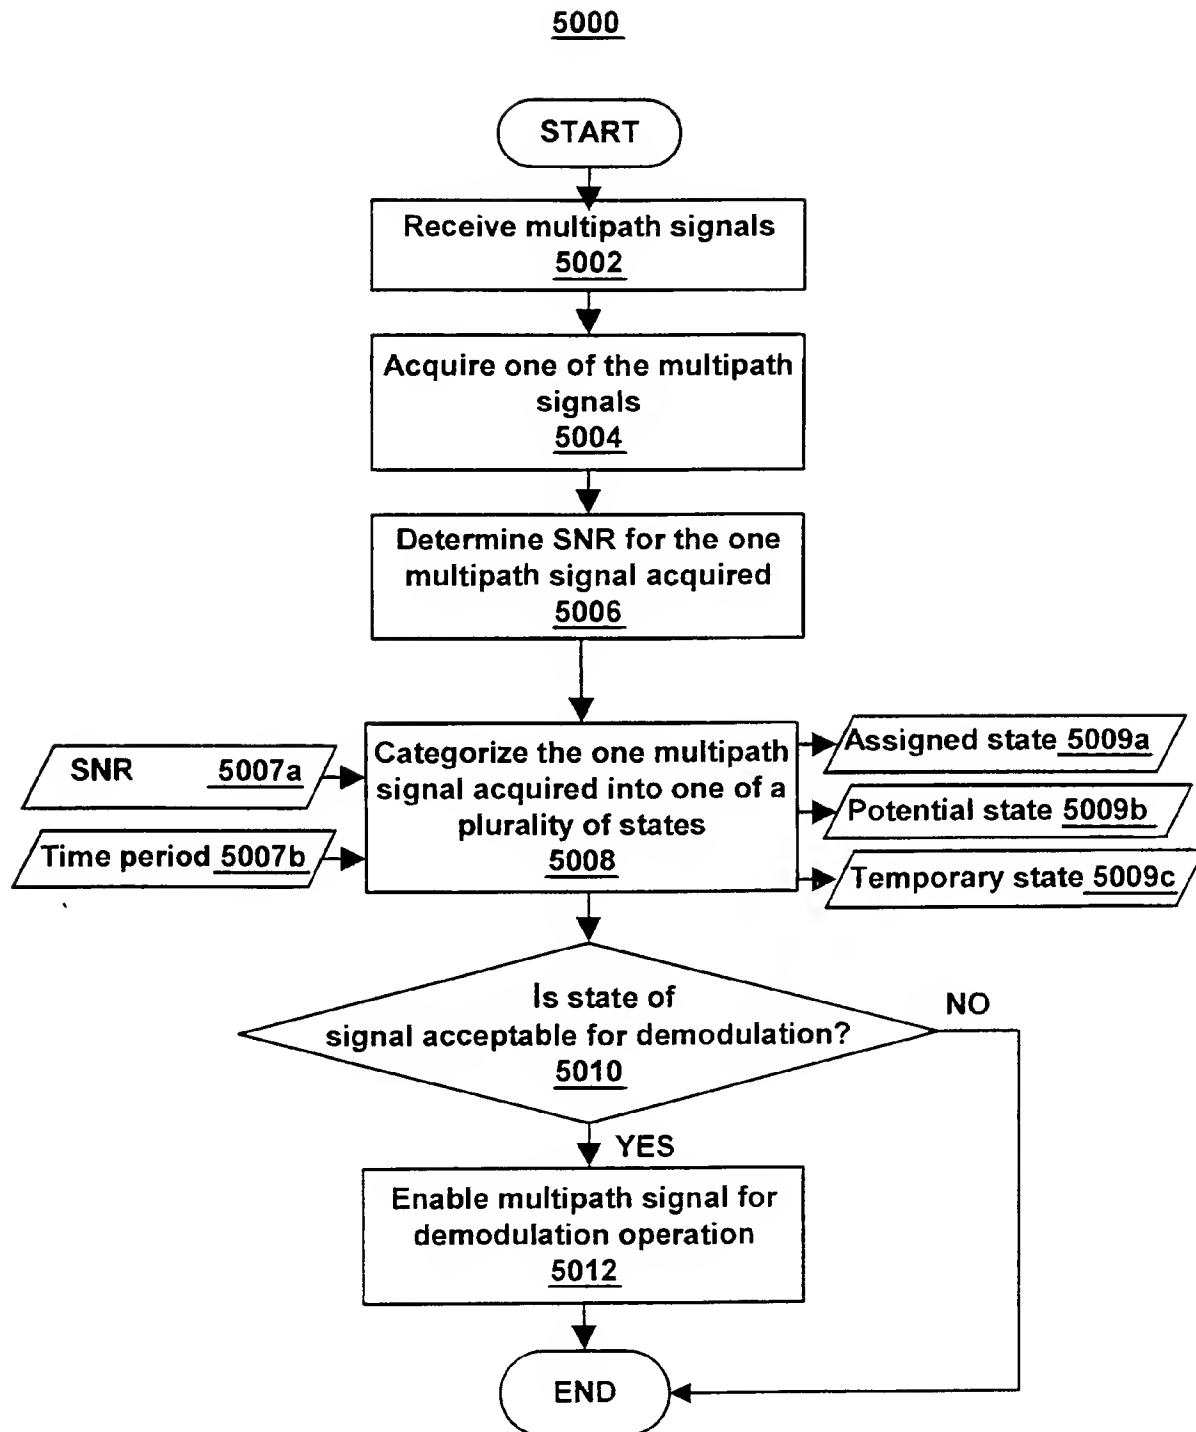 5000
START
Receive multipath signals
5002
Acquire one of the multipath
signals
5004
Determine SNR for the one
multipath signal acquired
5006
SNR 5007a
Time period 5007b
Categorize the one multipath
signal acquired into one of a
plurality of states
5008
Assigned state 5009a
Potential state 5009b
Temporary state 5009c
Is state of
signal acceptable for demodulation?
5010
NO
YES
Enable multipath signal for
demodulation operation
5012
END